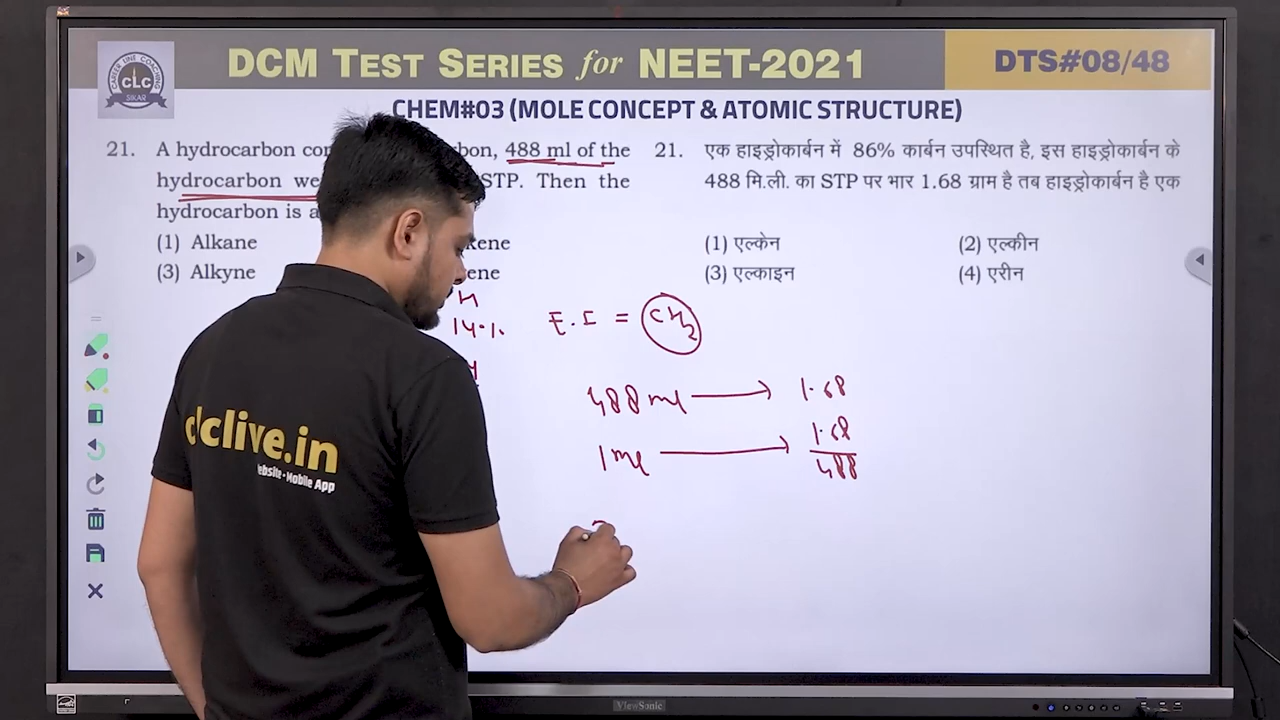 DCM TEST SERIES for NEET-2021
DTS#08/48
CLC
SIKAR
CHEM#03 (MOLE CONCEPT & ATOMIC STRUCTURE)
21. A hydrocarbon 488 ml of the
hydrocarbon STP. Then the
hydrocarbon is
(1) Alkane
(3) Alkyne
21. एक हाइड्रोकार्बन में 86% कार्बन उपस्थित है, इस हाइड्रोकार्बन के
488 मि.ली. का STP पर भार 1.68 ग्राम है तब हाइड्रोकार्बन है एक
(1) एल्केन (2) एल्कीन
(3) एल्काइन (4) एरीन
H
14%
E.F = CH2
488 ml → 1.68
1 ml → 1.68
488
clclive.in
Website • Mobile App
ViewSonic